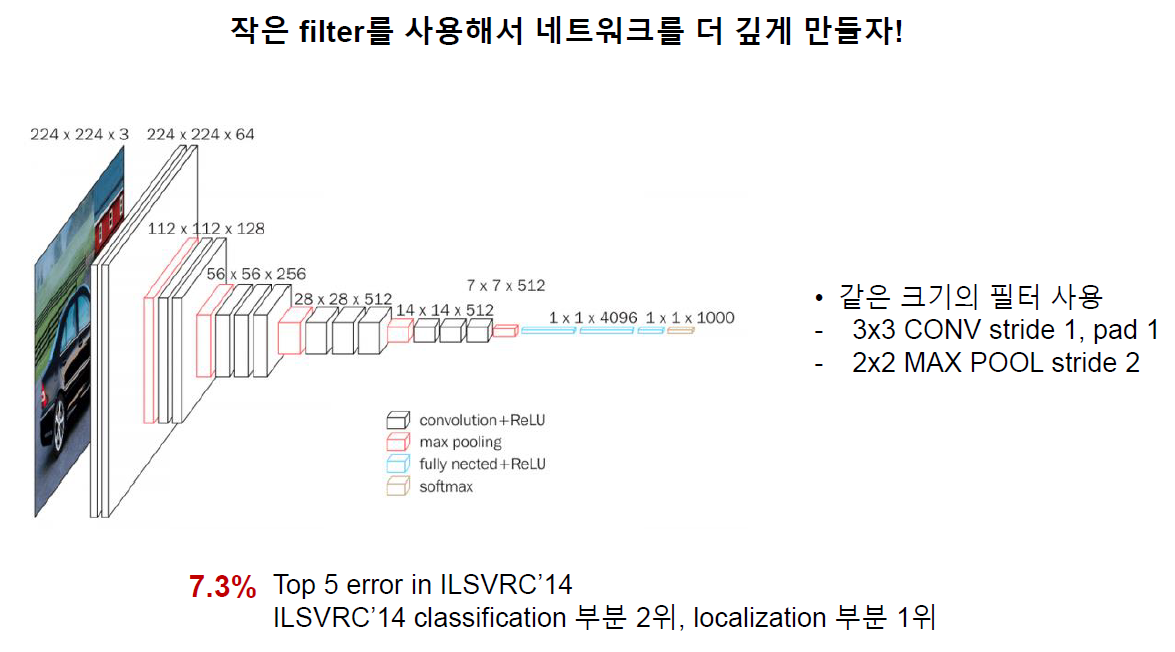 작은 filter를 사용해서 네트워크를 더 깊게 만들자!
224 x 224 x 3
224 x 224 x 64
112 x 112 x 128
56 x 56 x 256
28 x 28 x 512
14 x 14 x 512
7 x 7 x 512
1 x 1 x 4096
1 x 1 x 1000
convolution+ReLU
max pooling
fully nected+ReLU
softmax
• 같은 크기의 필터 사용
- 3x3 CONV stride 1, pad 1
- 2x2 MAX POOL stride 2
7.3% Top 5 error in ILSVRC’14
ILSVRC’14 classification 부분 2위, localization 부분 1위